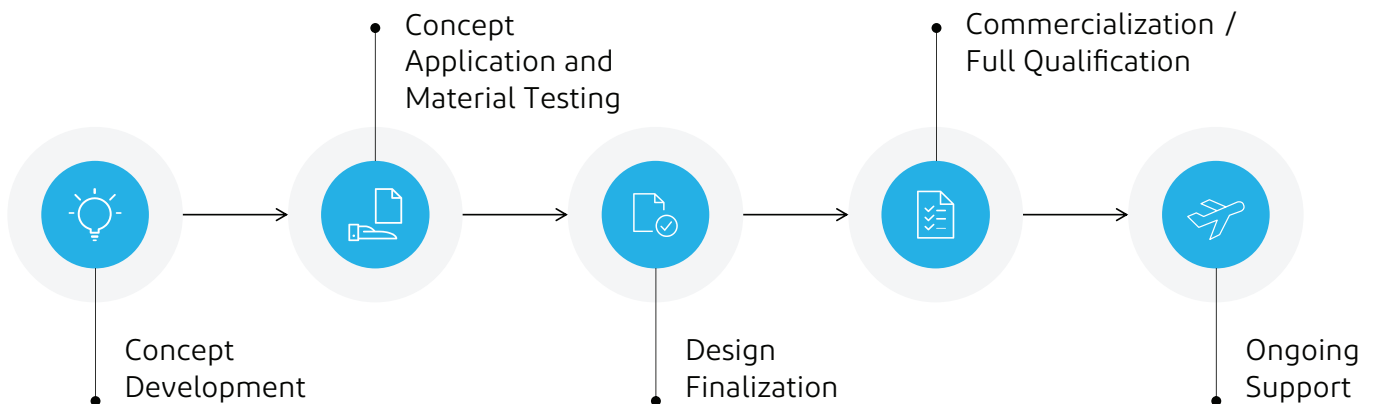 Concept
Development
Concept
Application and
Material Testing
Design
Finalization
Commercialization /
Full Qualification
Ongoing
Support